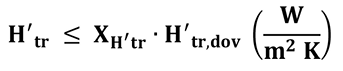 H′tr ≤ XH′tr · H′tr,dov (W/m² K)